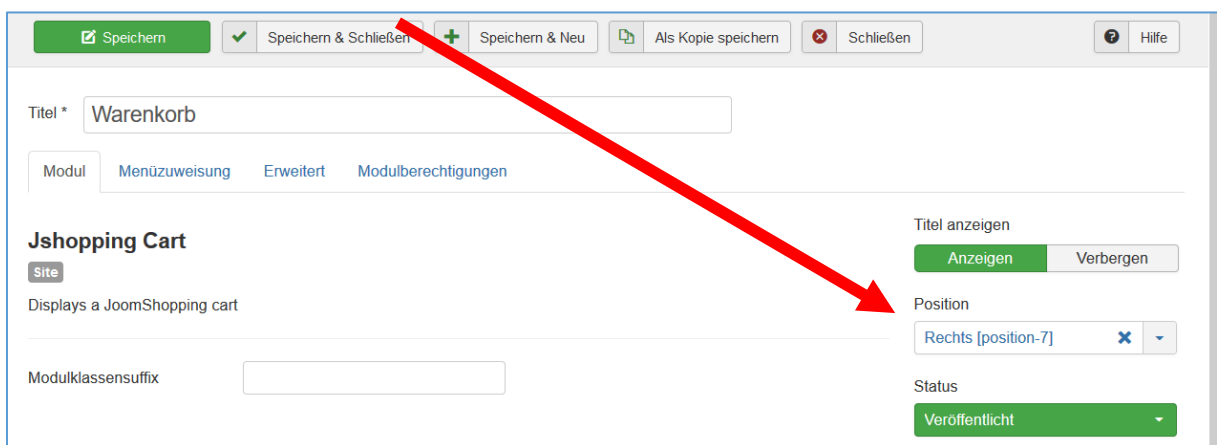 Speichern
Speichern & Schließen
Speichern & Neu
Als Kopie speichern
Schließen
Hilfe
Titel *
Warenkorb
Modul
Menüzuweisung
Erweitert
Modulberechtigungen
Jshopping Cart
Site
Displays a JoomShopping cart
Modulklassensuffix
Titel anzeigen
Anzeigen
Verbergen
Position
Rechts [position-7]
Status
Veröffentlicht